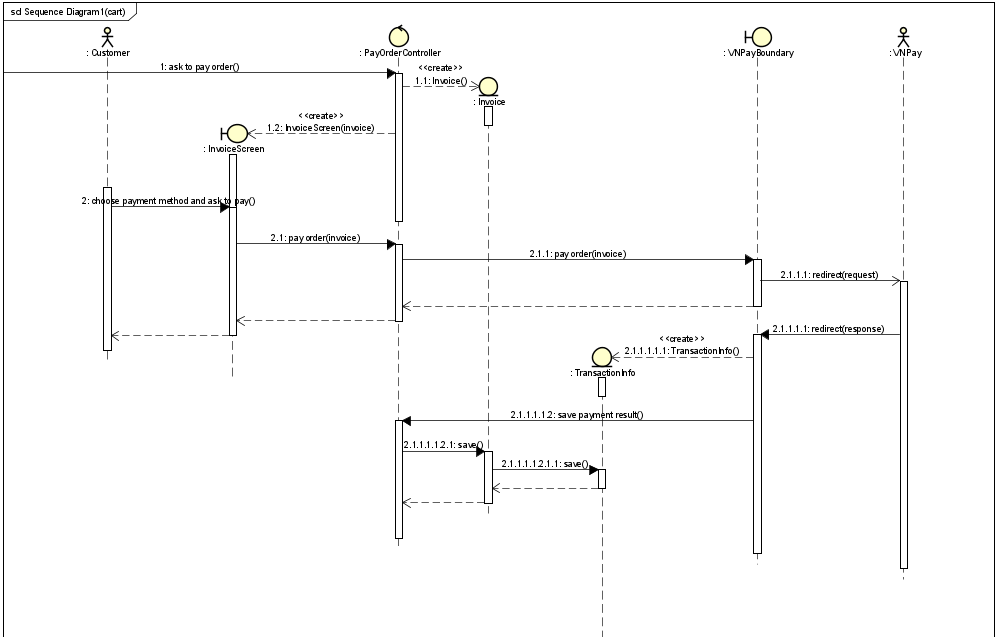 sd Sequence Diagram1(cart)
: Customer
: PayOrderController
: VNPayBoundary
: VNPay
1: ask to pay order()
<<create>>
1.1: Invoice()
: Invoice
<<create>>
1.2: InvoiceScreen(invoice)
: InvoiceScreen
2: choose payment method and ask to pay()
2.1: pay order(invoice)
2.1.1: pay order(invoice)
2.1.1.1: redirect(request)
2.1.1.1.1: redirect(response)
<<create>>
2.1.1.1.1.1: TransactionInfo()
: TransactionInfo
2.1.1.1.1.2: save payment result()
2.1.1.1.1.2.1: save()
2.1.1.1.1.2.1.1: save()